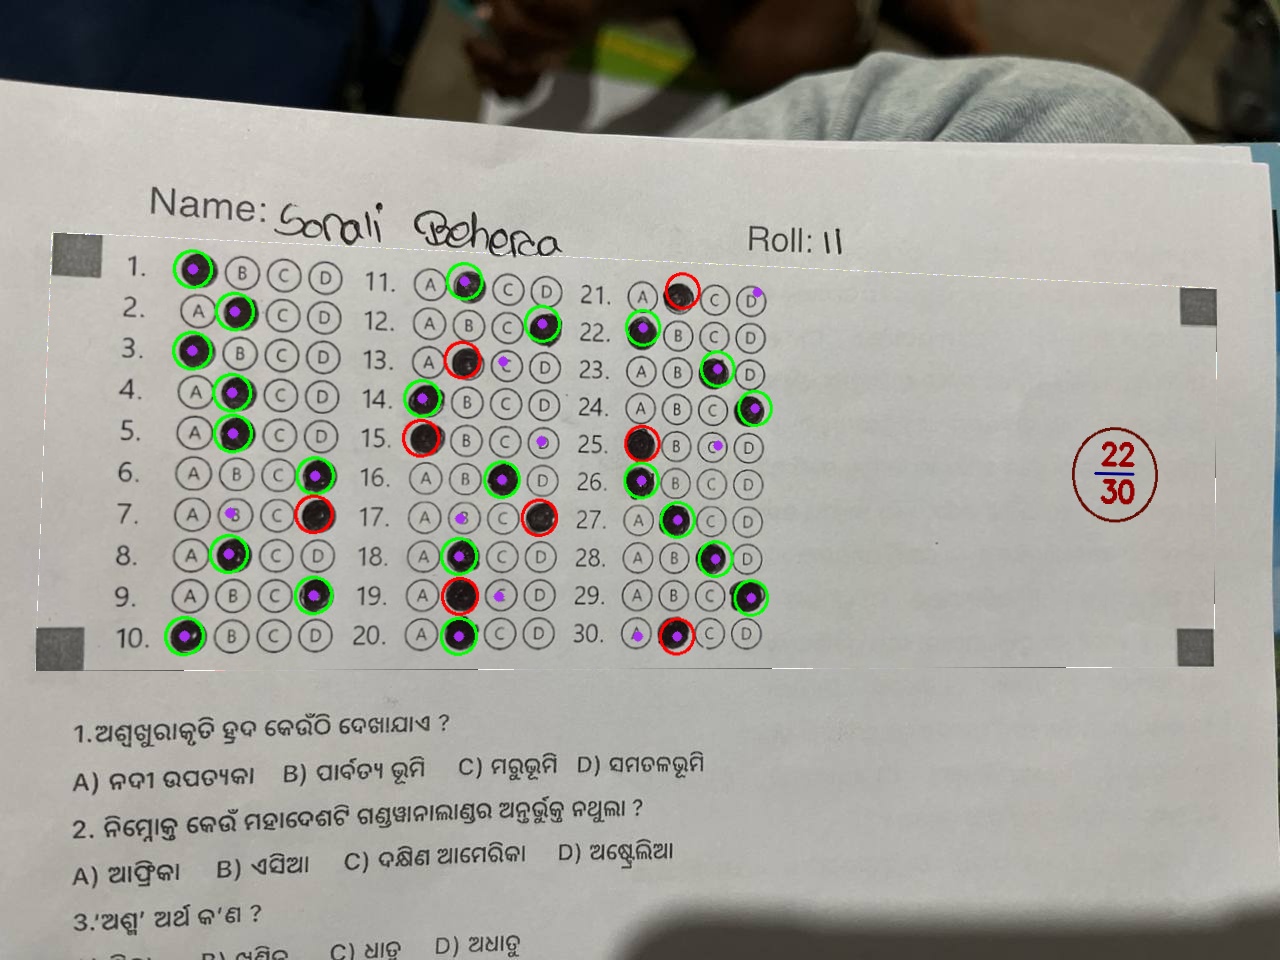 Name: Sonali Beherca
Roll: 11
1. B C D 11. A C D 21. A C D
2. A C D 12. A B C 22. B C D
3. B C D 13. A C D 23. A B D
4. A C D 14. B C D 24. A B C
5. A C D 15. B C D 25. B C D
6. A B C 16. A B D 26. B C D
7. A B C 17. A B C 27. A C D
8. A C D 18. A C D 28. A B D
9. A B C 19. A C D 29. A B C
10. B C D 20. A C D 30. A C D
22
30
1.ଅଶ୍ୱଖୁରାକୃତି ହ୍ରଦ କେଉଁଠି ଦେଖାଯାଏ ?
A) ନଦୀ ଉପତ୍ୟକା B) ପାର୍ବତ୍ୟ ଭୂମି C) ମରୁଭୂମି D) ସମତଳଭୂମି
2. ନିମ୍ନୋକ୍ତ କେଉଁ ମହାଦେଶଟି ଗଣ୍ଡୱାନାଲାଣ୍ଡର ଅନ୍ତର୍ଭୁକ୍ତ ନଥିଲା ?
A) ଆଫ୍ରିକା B) ଏସିଆ C) ଦକ୍ଷିଣ ଆମେରିକା D) ଅଷ୍ଟ୍ରେଲିଆ
3.'ଅଶ୍ମ' ଅର୍ଥ କ'ଣ ?
B) ଖଣିଜ C) ଧାତୁ D) ଅଧାତୁ